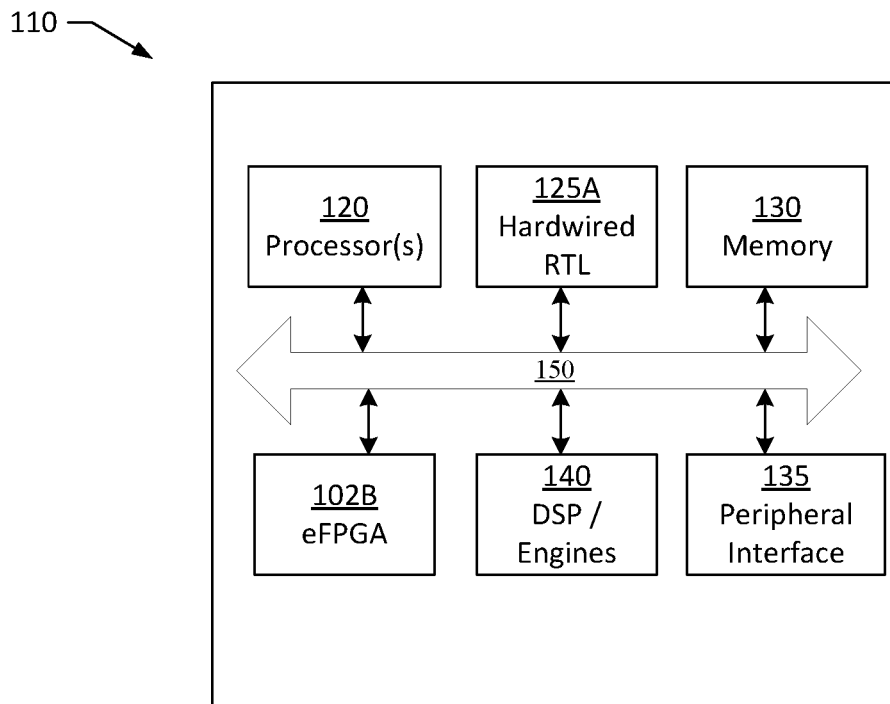 110
120
Processor(s)
125A
Hardwired
RTL
130
Memory
150
102B
eFPGA
140
DSP /
Engines
135
Peripheral
Interface